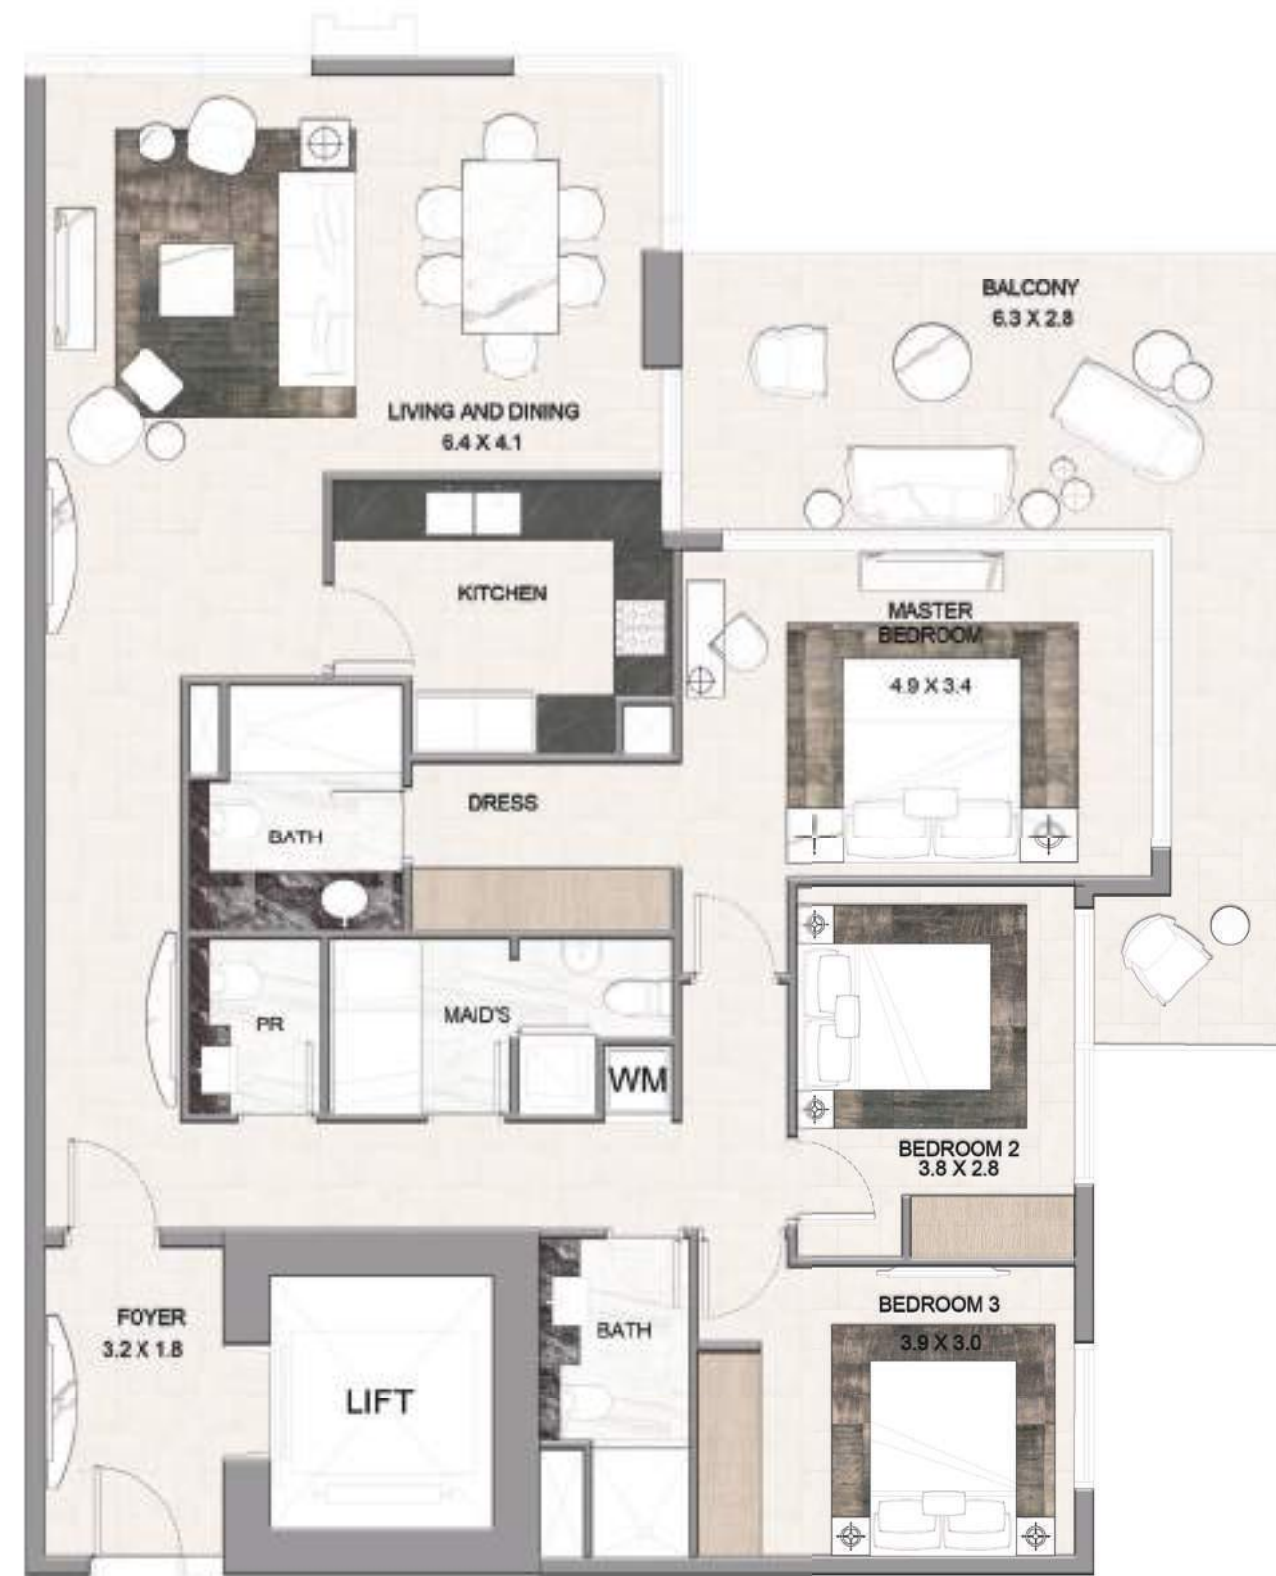 BALCONY
6.3 X 2.8
LIVING AND DINING
6.4 X 4.1
KITCHEN
MASTER
BEDROOM
4.9 X 3.4
DRESS
BATH
PR
MAID'S
WM
BEDROOM 2
3.8 X 2.8
FOYER
3.2 X 1.8
LIFT
BATH
BEDROOM 3
3.9 X 3.0